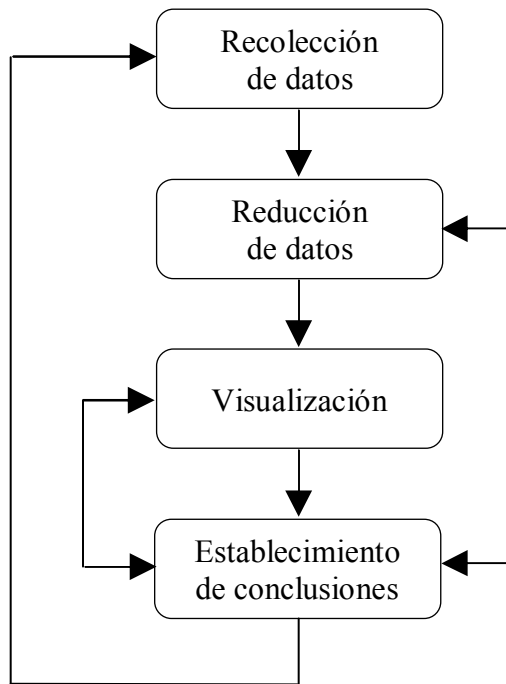 Recolección
de datos
Reducción
de datos
Visualización
Establecimiento
de conclusiones